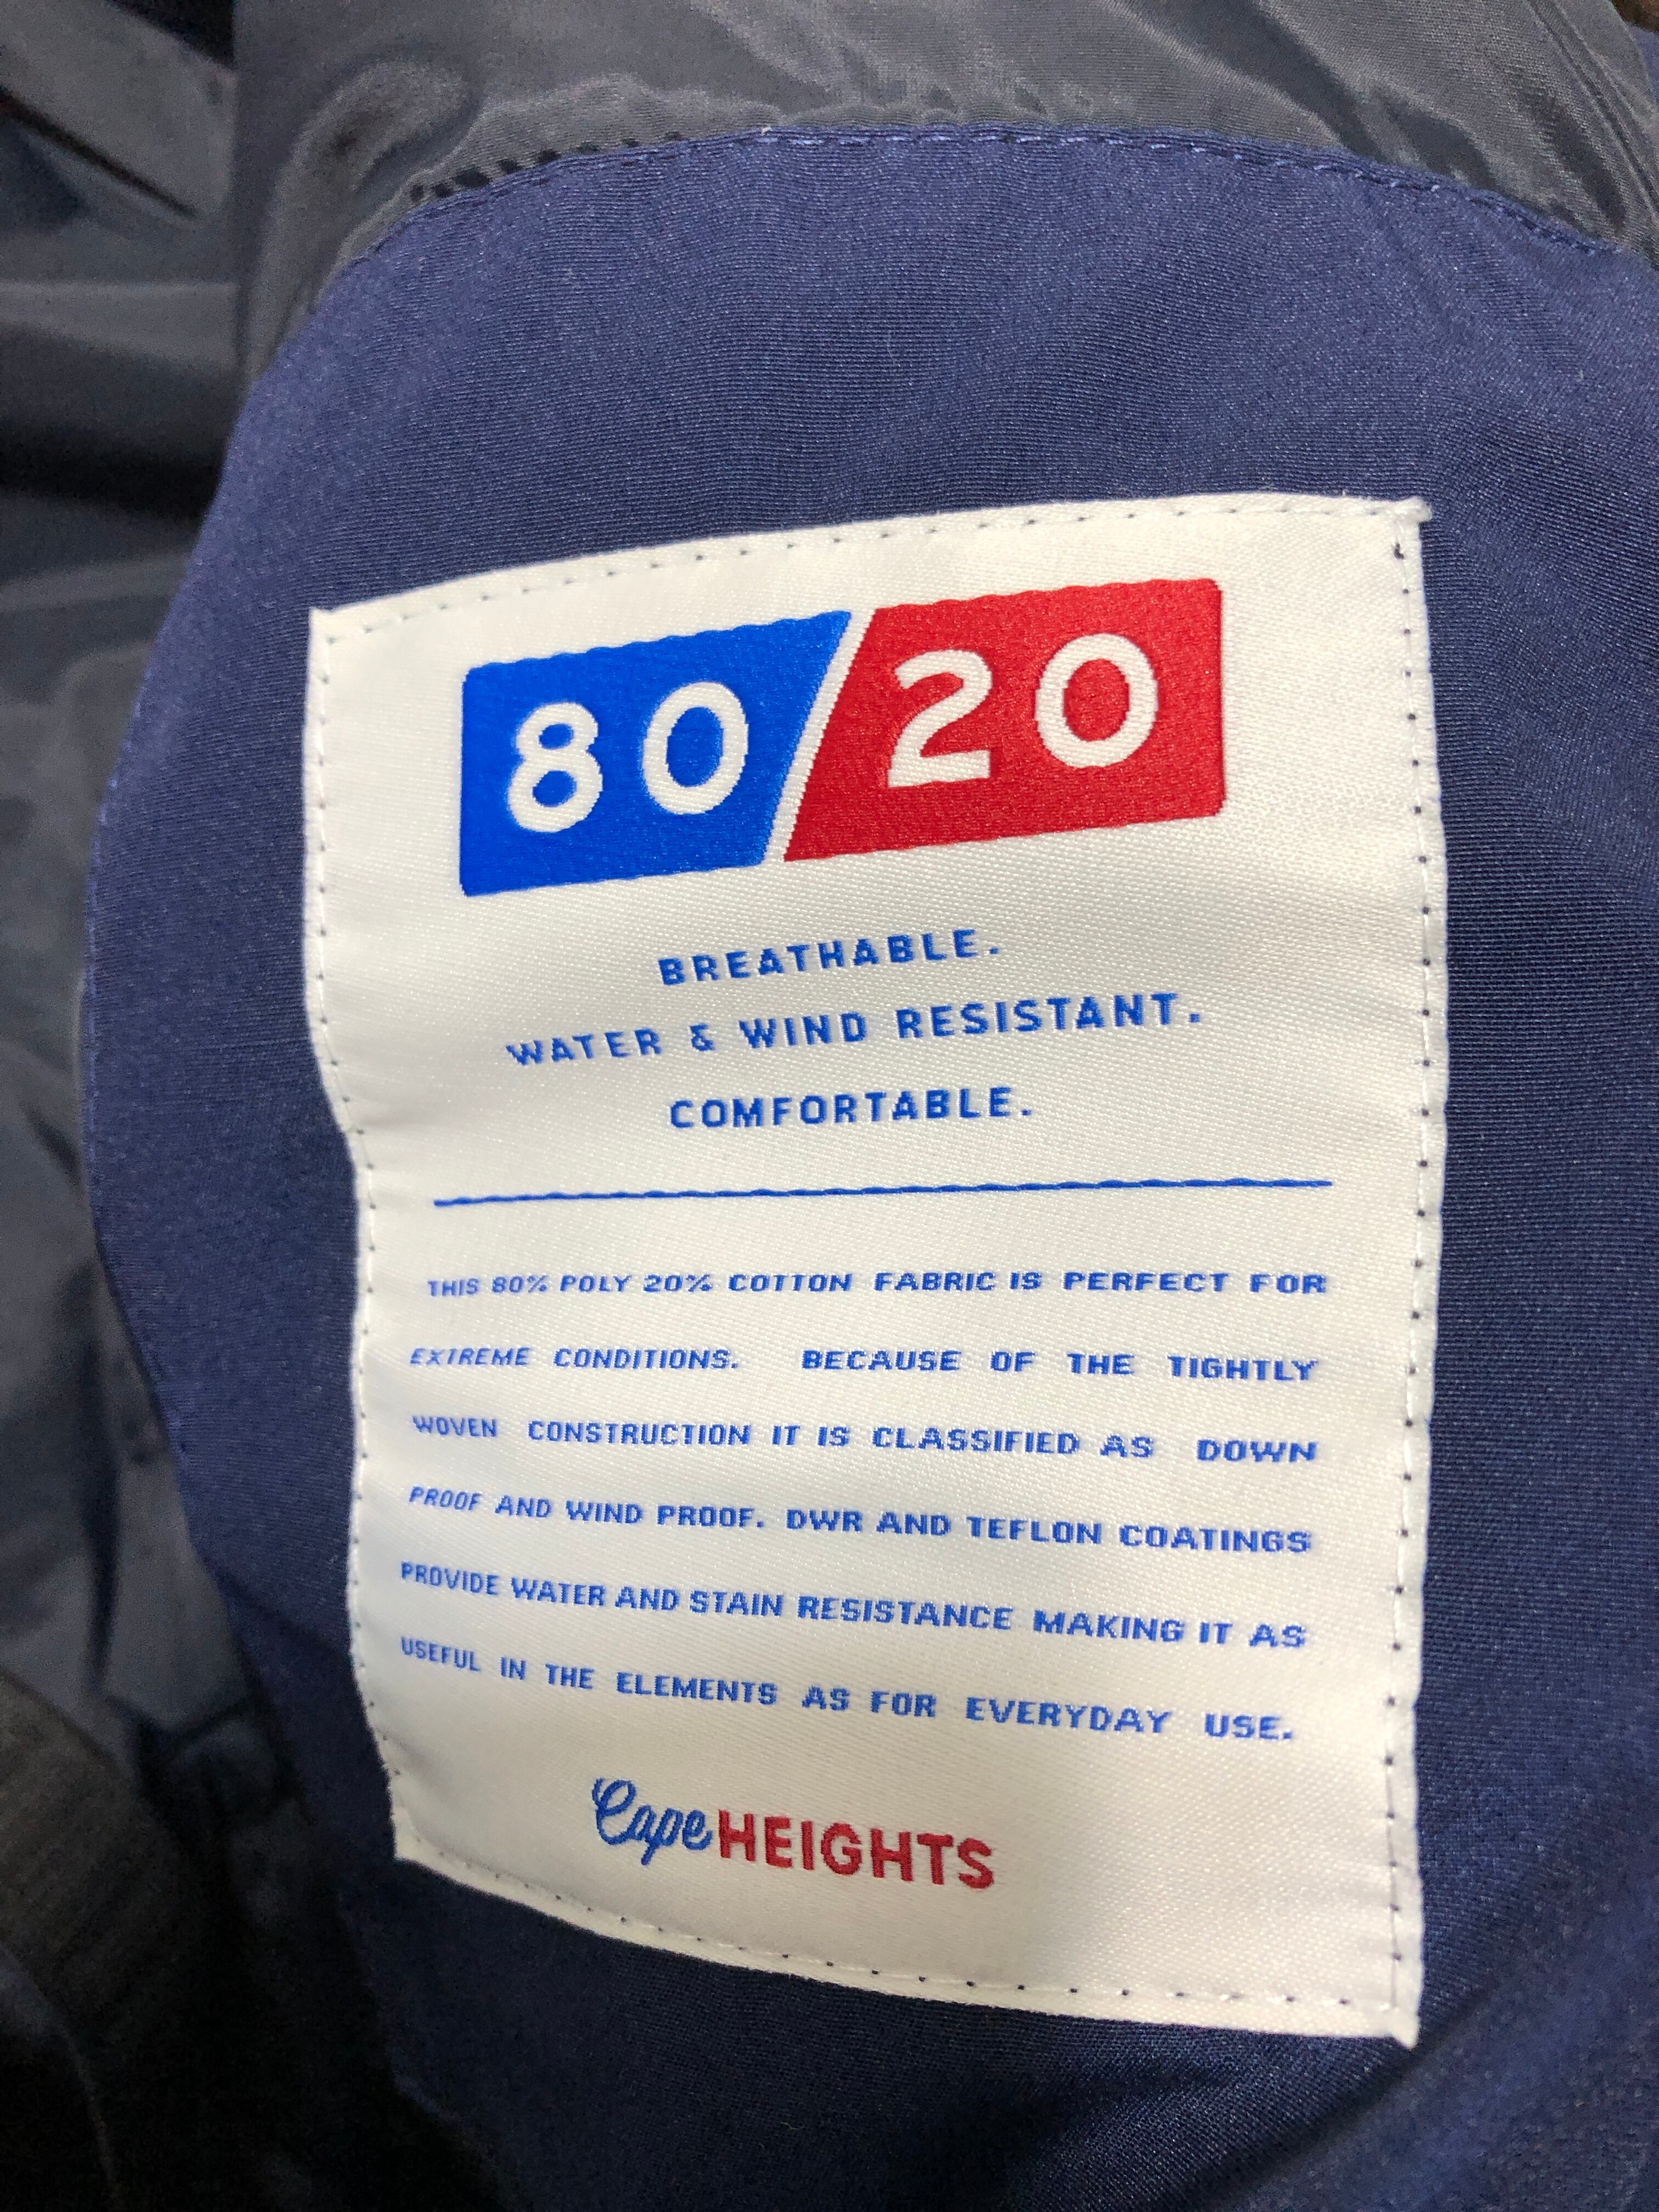 80/20
BREATHABLE.
WATER & WIND RESISTANT.
COMFORTABLE.
THIS 80% POLY 20% COTTON FABRIC IS PERFECT FOR
EXTREME CONDITIONS. BECAUSE OF THE TIGHTLY
WOVEN CONSTRUCTION IT IS CLASSIFIED AS DOWN
PROOF AND WIND PROOF. DWR AND TEFLON COATINGS
PROVIDE WATER AND STAIN RESISTANCE MAKING IT AS
USEFUL IN THE ELEMENTS AS FOR EVERYDAY USE.
Cape HEIGHTS